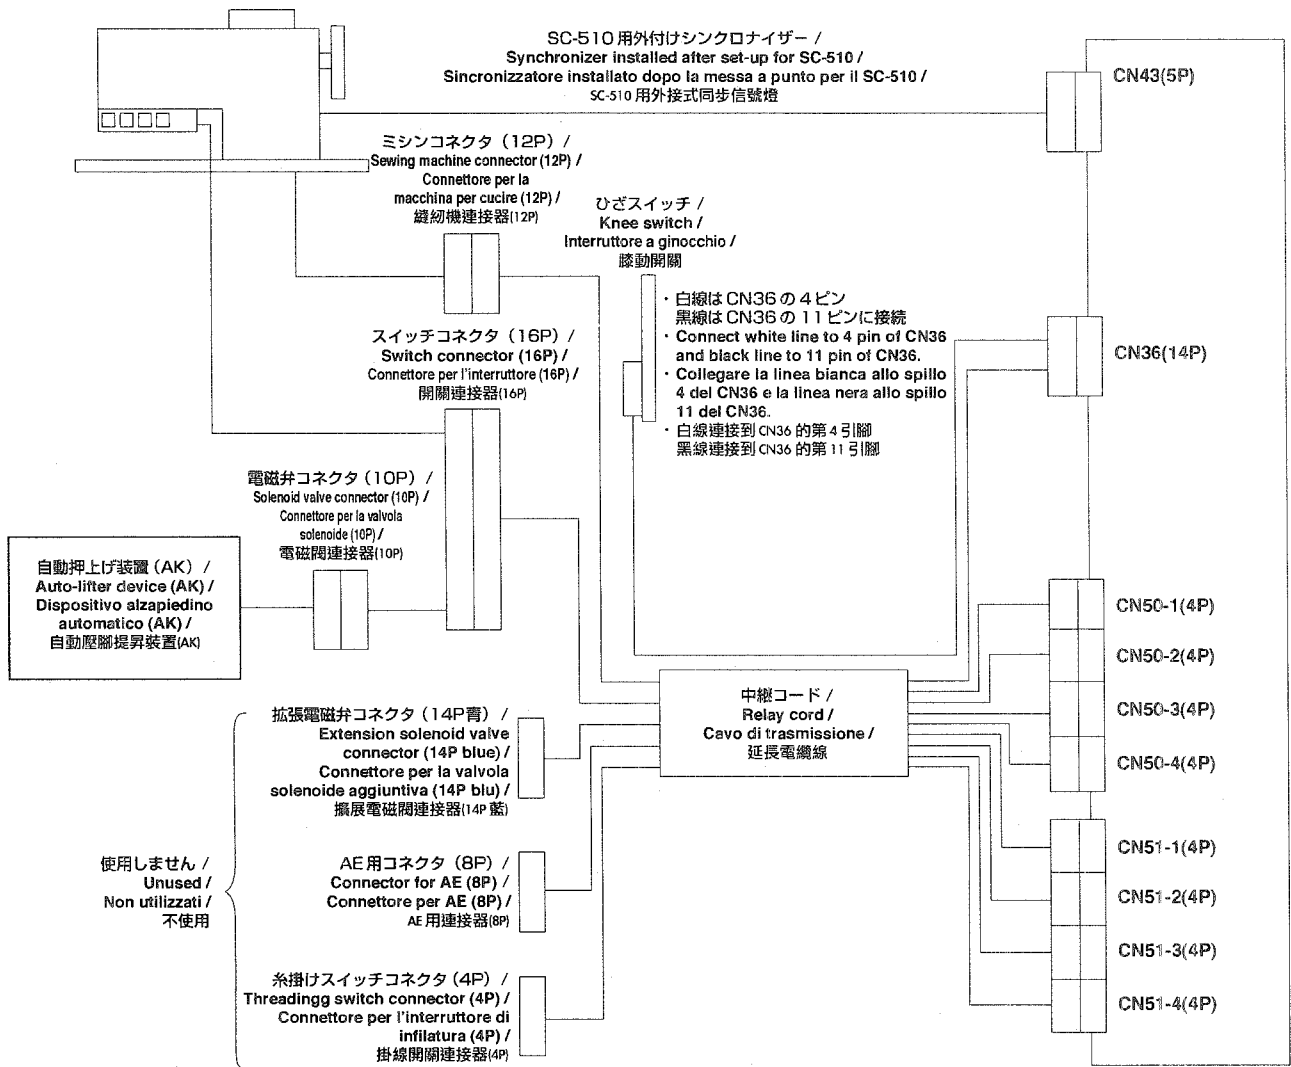 SC-510用外付けシンクロナイザー /
Synchronizer installed after set-up for SC-510 /
Sincronizzatore installato dopo la messa a punto per il SC-510 /
SC-510 用外接式同步信號燈
CN43(5P)
ミシンコネクタ（12P）/
Sewing machine connector (12P) /
Connettore per la
macchina per cucire (12P) /
縫紉機連接器(12P)
ひざスイッチ /
Knee switch /
Interruttore a ginocchio /
膝動開關
・白線は CN36 の 4 ピン
黒線は CN36 の 11 ピンに接続
・Connect white line to 4 pin of CN36
and black line to 11 pin of CN36.
・Collegare la linea bianca allo spillo
4 del CN36 e la linea nera allo spillo
11 del CN36.
・白線連接到 CN36 的第 4 引腳
黑線連接到 CN36 的第 11 引腳
CN36(14P)
スイッチコネクタ（16P）/
Switch connector (16P) /
Connettore per l'interruttore (16P) /
開關連接器(16P)
電磁弁コネクタ（10P）/
Solenoid valve connector (10P) /
Connettore per la valvola
solenoide (10P) /
電磁閥連接器(10P)
自動押上げ装置（AK）/
Auto-lifter device (AK) /
Dispositivo alzapiedino
automatico (AK) /
自動壓腳提昇裝置(AK)
中継コード /
Relay cord /
Cavo di trasmissione /
延長電纜線
CN50-1(4P)
CN50-2(4P)
CN50-3(4P)
CN50-4(4P)
CN51-1(4P)
CN51-2(4P)
CN51-3(4P)
CN51-4(4P)
使用しません /
Unused /
Non utilizzati /
不使用
拡張電磁弁コネクタ（14P青）/
Extension solenoid valve
connector (14P blue) /
Connettore per la valvola
solenoide aggiuntiva (14P blu) /
擴展電磁閥連接器(14P 藍)
AE用コネクタ（8P）/
Connector for AE (8P) /
Connettore per AE (8P) /
AE 用連接器(8P)
糸掛けスイッチコネクタ（4P）/
Threadingg switch connector (4P) /
Connettore per l'interruttore di
infilatura (4P) /
掛線開關連接器(4P)